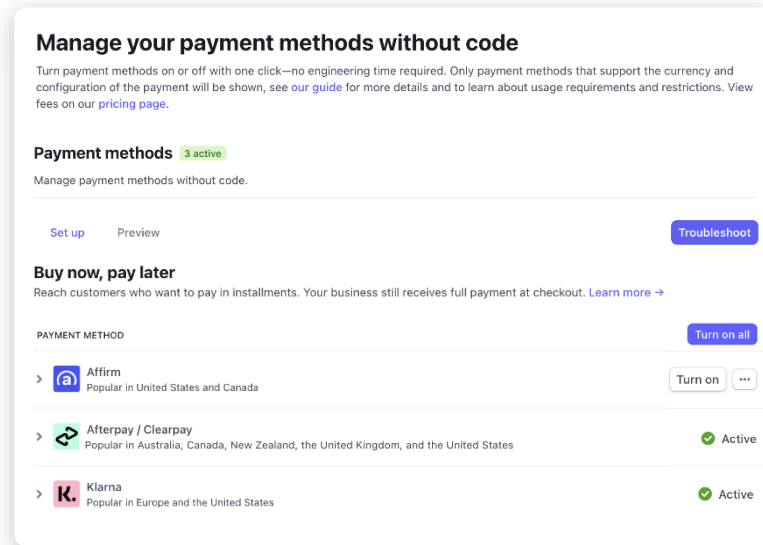 Manage your payment methods without code
Turn payment methods on or off with one click—no engineering time required. Only payment methods that support the currency and
configuration of the payment will be shown, see our guide for more details and to learn about usage requirements and restrictions. View
fees on our pricing page.
Payment methods 3 active
Manage payment methods without code.
Set up Preview Troubleshoot
Buy now, pay later
Reach customers who want to pay in installments. Your business still receives full payment at checkout. Learn more →
PAYMENT METHOD Turn on all
a Affirm Turn on ···
Popular in United States and Canada
Afterpay / Clearpay
Popular in Australia, Canada, New Zealand, the United Kingdom, and the United States Active
K. Klarna
Popular in Europe and the United States Active